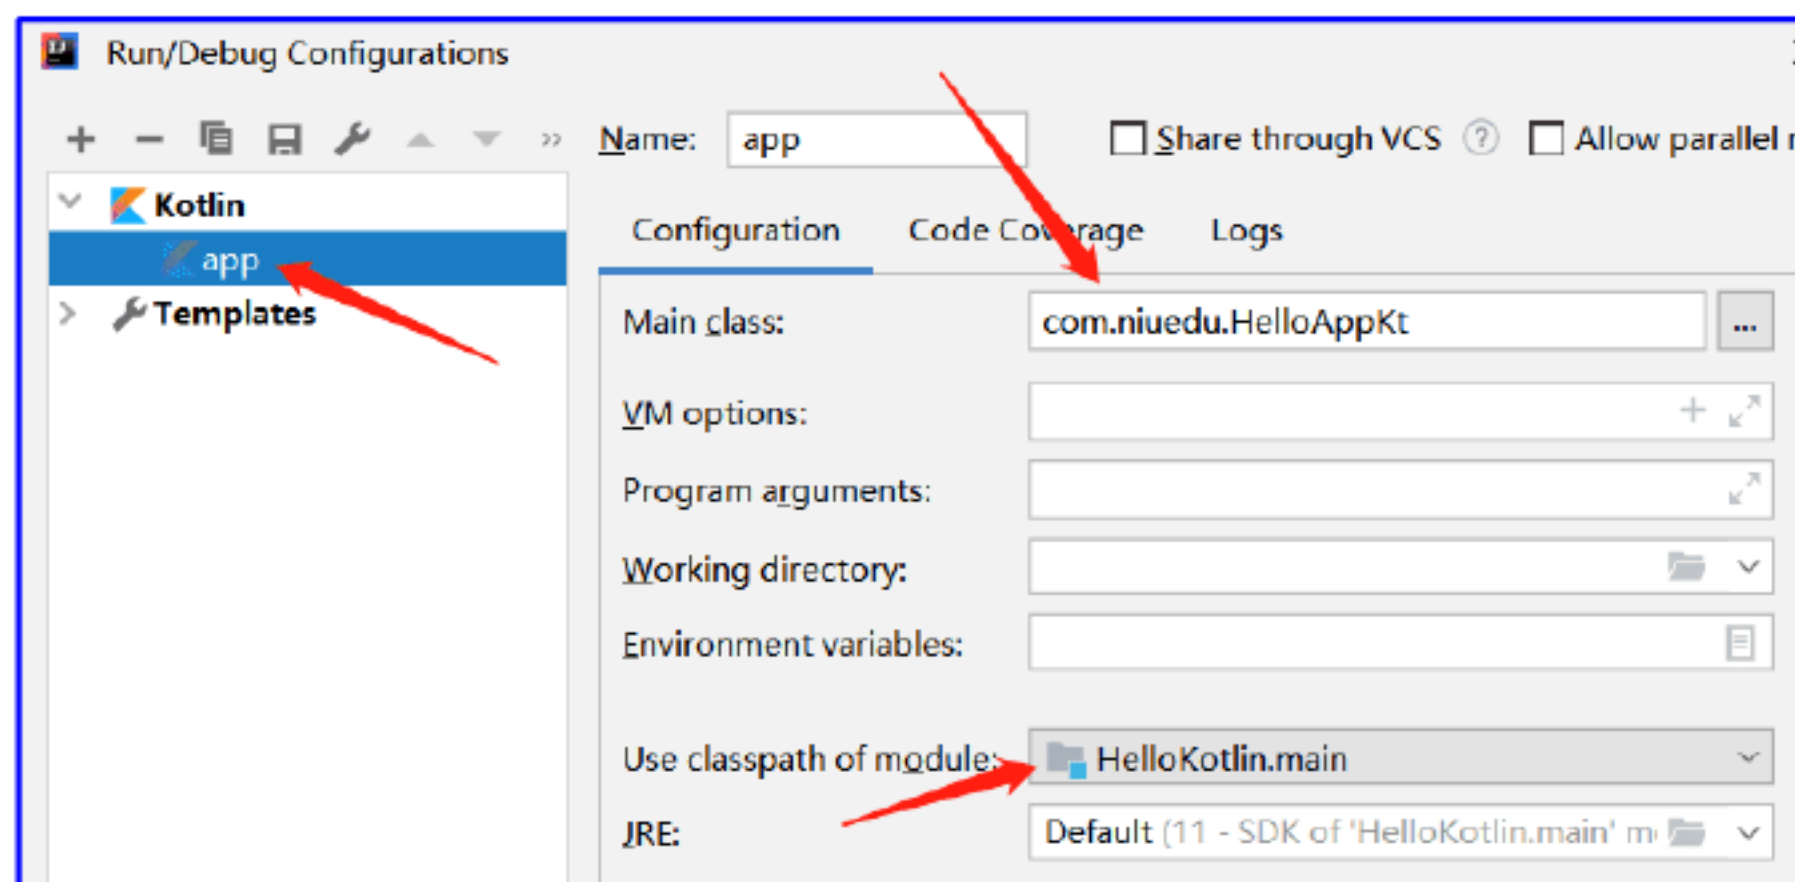 Run/Debug Configurations
Name: app Share through VCS ? Allow parallel
Kotlin
app
Templates
Configuration Code Coverage Logs
Main class: com.niuedu.HelloAppKt ...
VM options:
Program arguments:
Working directory:
Environment variables:
Use classpath of module: HelloKotlin.main
JRE: Default (11 - SDK of 'HelloKotlin.main'